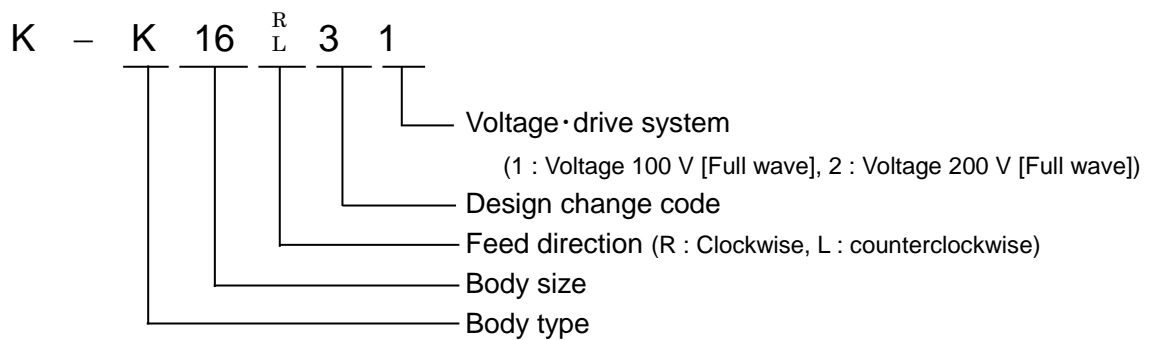 K － K 16 R L 3 1
Voltage･drive system
(1 : Voltage 100 V [Full wave], 2 : Voltage 200 V [Full wave])
Design change code
Feed direction (R : Clockwise, L : counterclockwise)
Body size
Body type